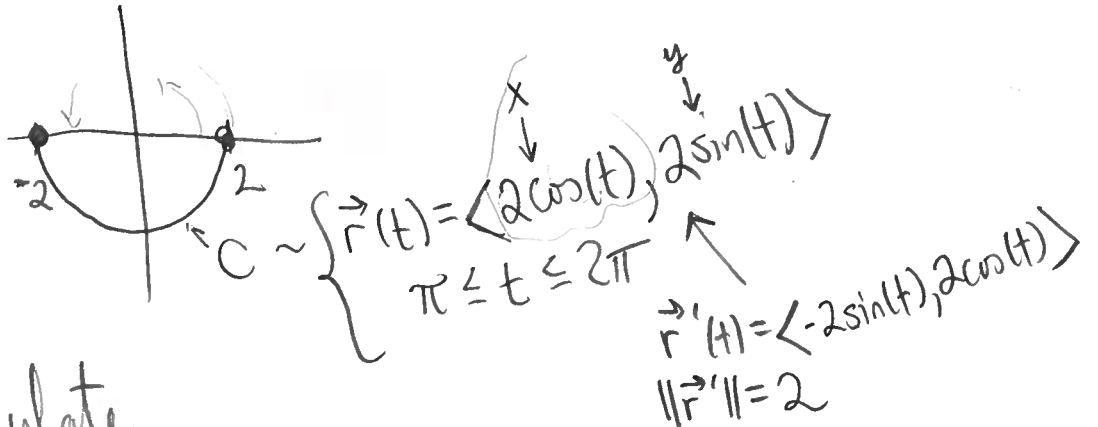 y
x
-2
2
C ~ { r⃗(t) = <2cos(t), 2sin(t)>
π ≤ t ≤ 2π
r⃗'(t) = <-2sin(t), 2cos(t)>
||r⃗'|| = 2